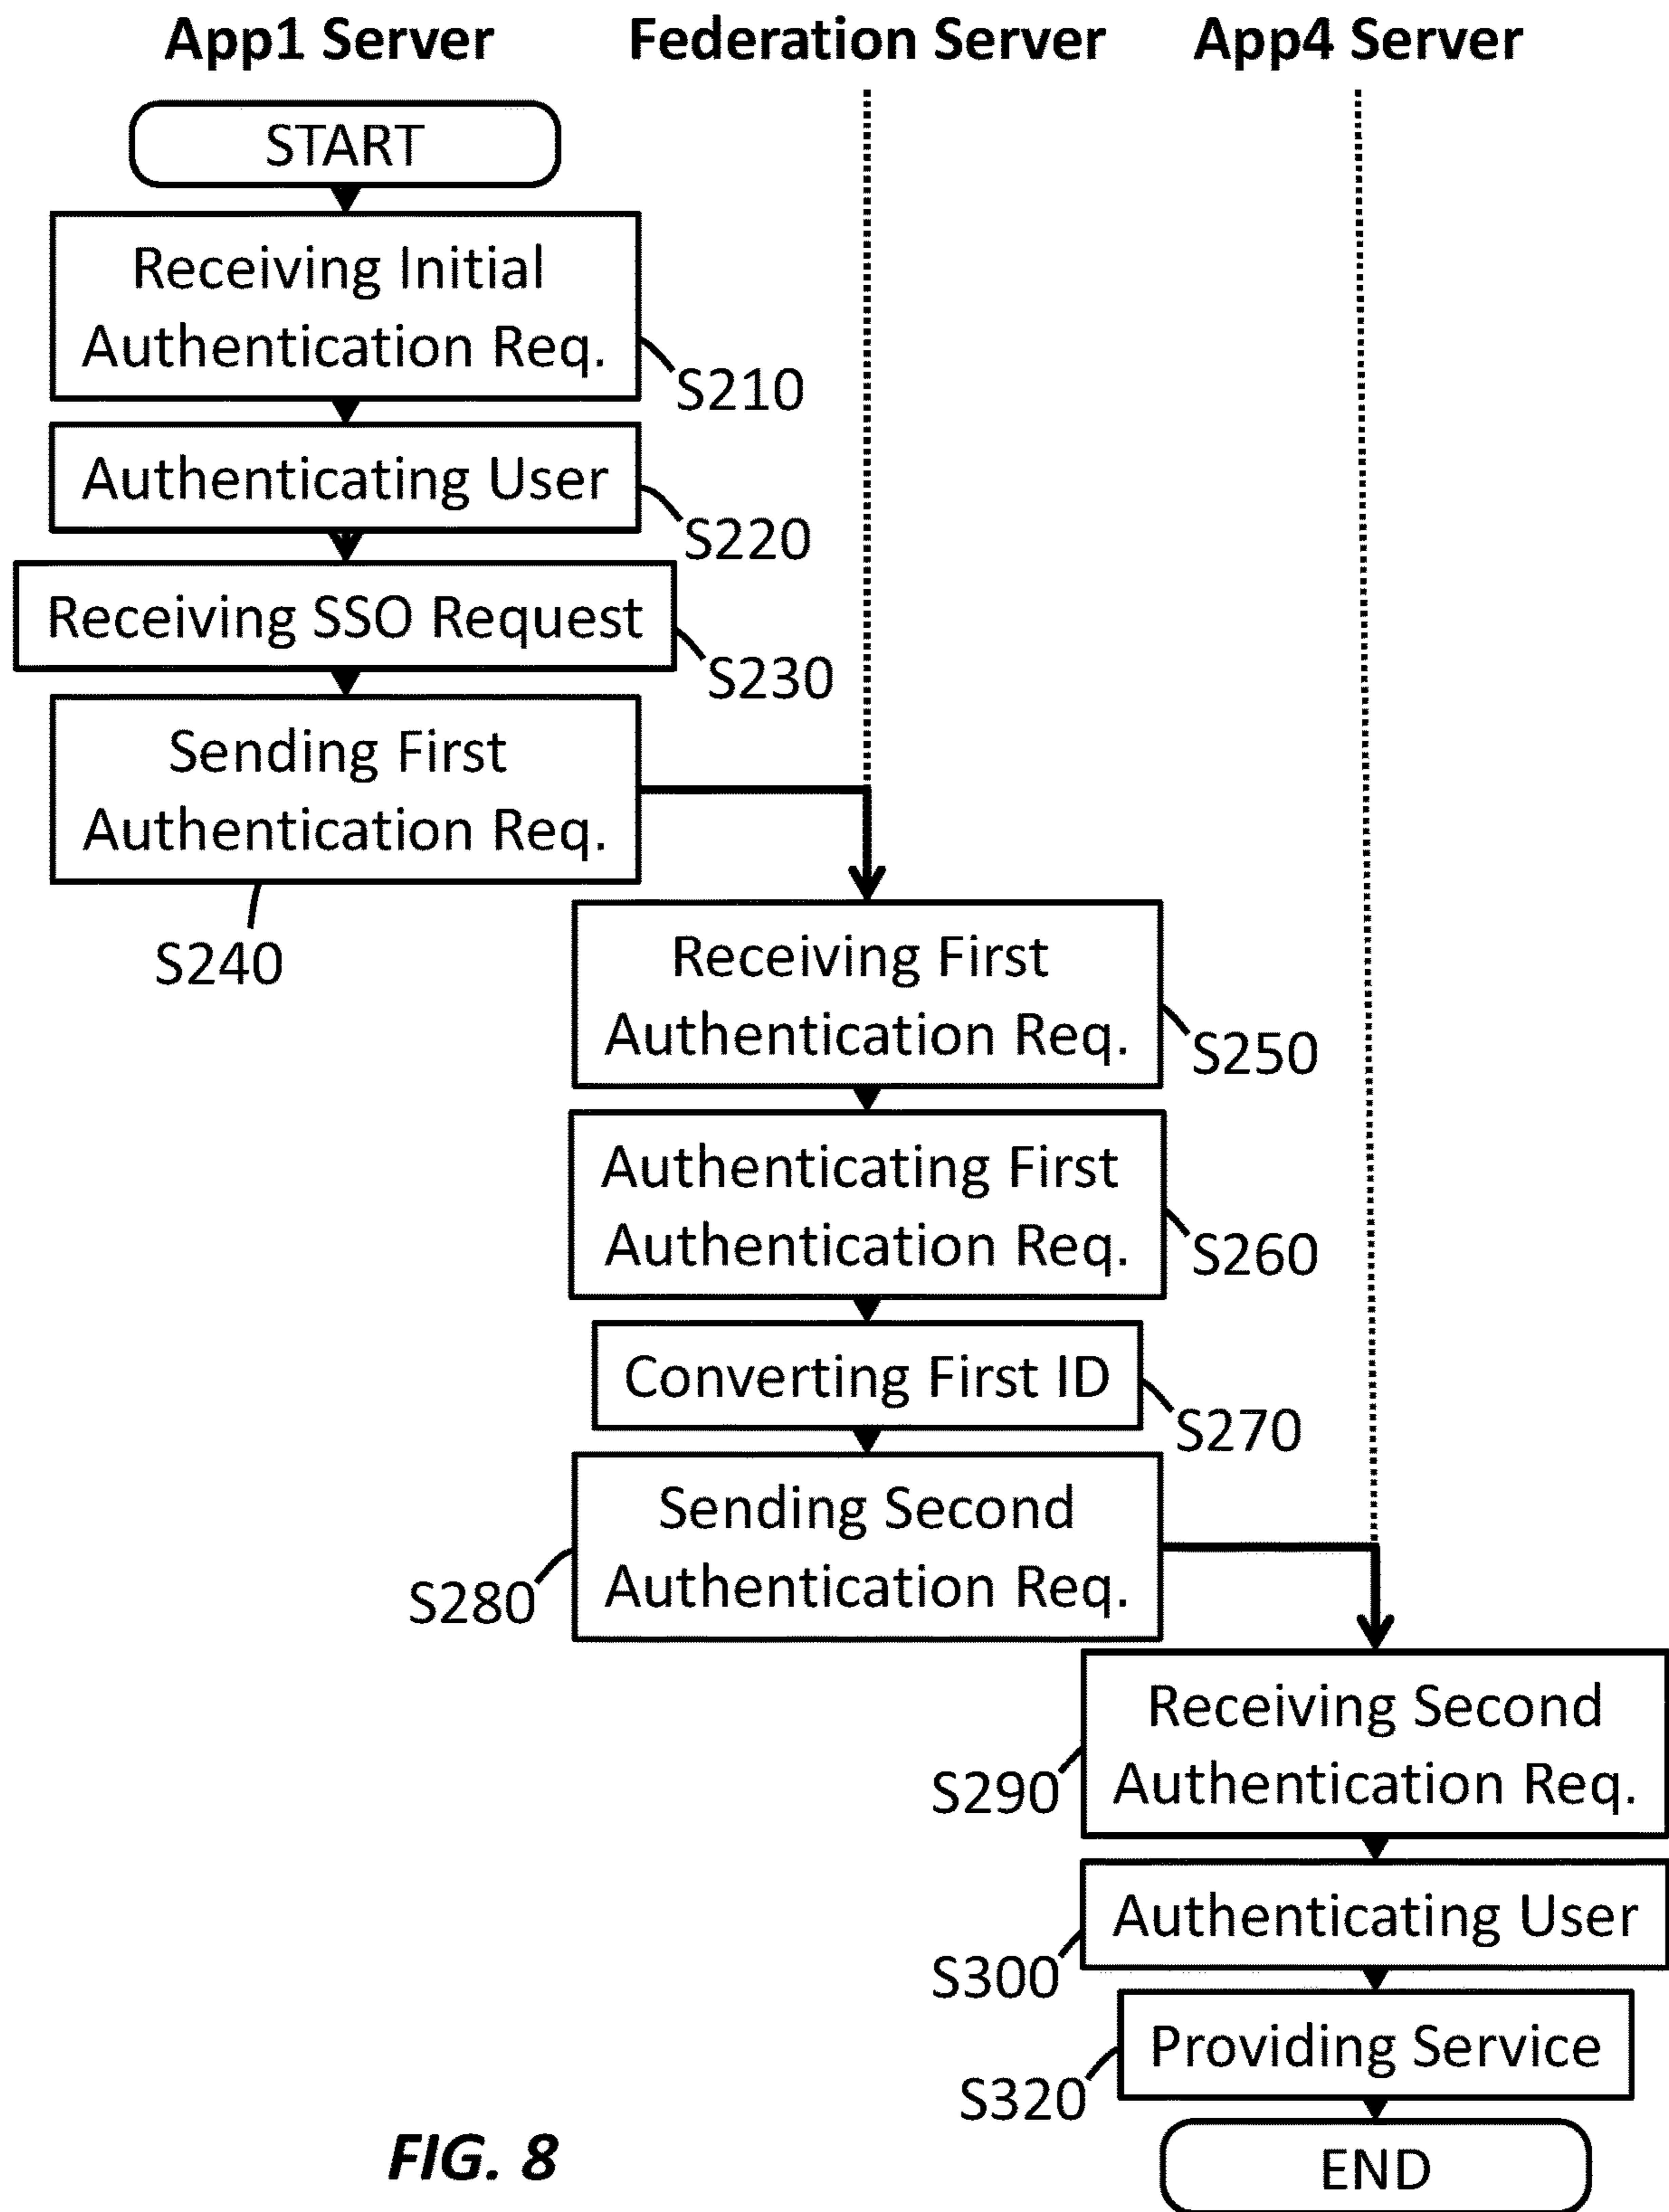 App1 Server
Federation Server
App4 Server
START
Receiving Initial
Authentication Req.
S210
Authenticating User
S220
Receiving SSO Request
S230
Sending First
Authentication Req.
S240
Receiving First
Authentication Req.
S250
Authenticating First
Authentication Req.
S260
Converting First ID
S270
Sending Second
Authentication Req.
S280
Receiving Second
Authentication Req.
S290
Authenticating User
S300
Providing Service
S320
END
FIG. 8